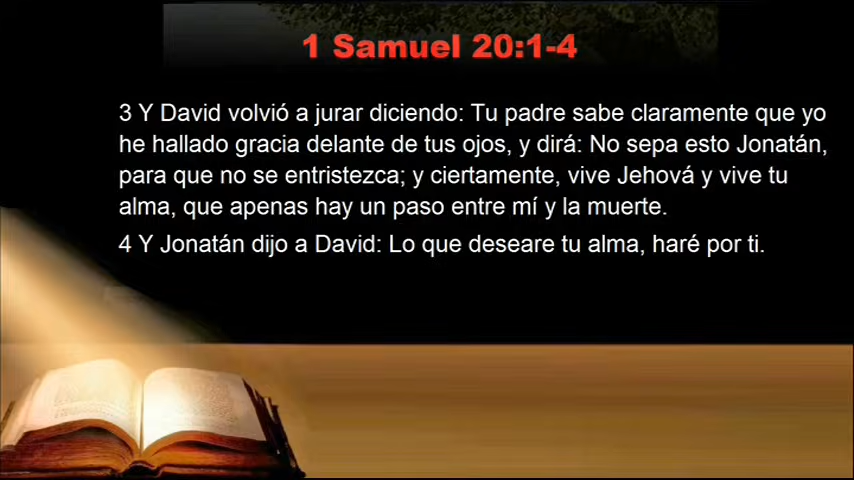 1 Samuel 20:1-4
3 Y David volvió a jurar diciendo: Tu padre sabe claramente que yo
he hallado gracia delante de tus ojos, y dirá: No sepa esto Jonatán,
para que no se entristezca; y ciertamente, vive Jehová y vive tu
alma, que apenas hay un paso entre mí y la muerte.
4 Y Jonatán dijo a David: Lo que deseare tu alma, haré por ti.